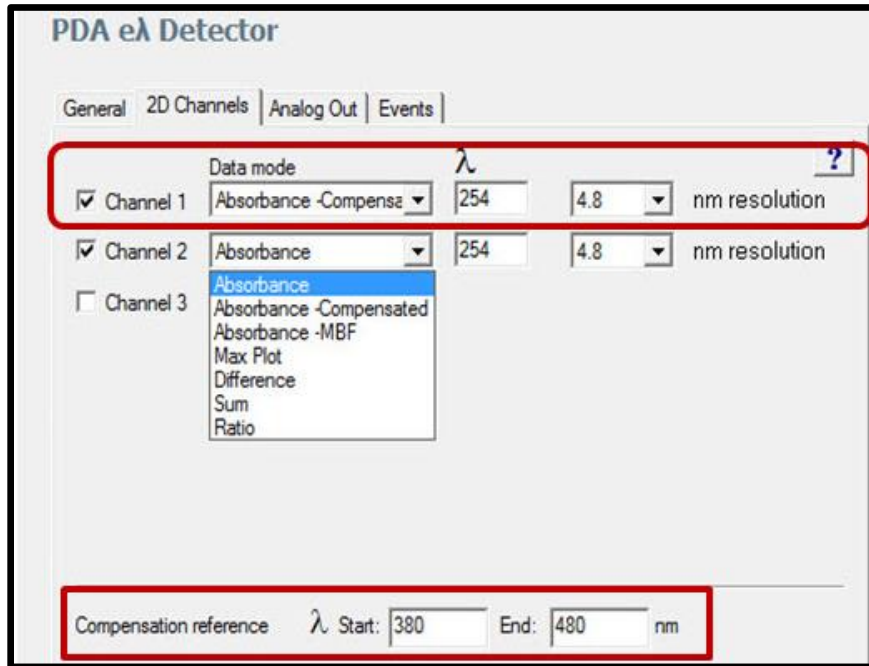 PDA eλ Detector
General 2D Channels Analog Out Events
Data mode λ ?
Channel 1 Absorbance -Compensa 254 4.8 nm resolution
Channel 2 Absorbance 254 4.8 nm resolution
Channel 3
Absorbance
Absorbance -Compensated
Absorbance -MBF
Max Plot
Difference
Sum
Ratio
Compensation reference λ Start: 380 End: 480 nm